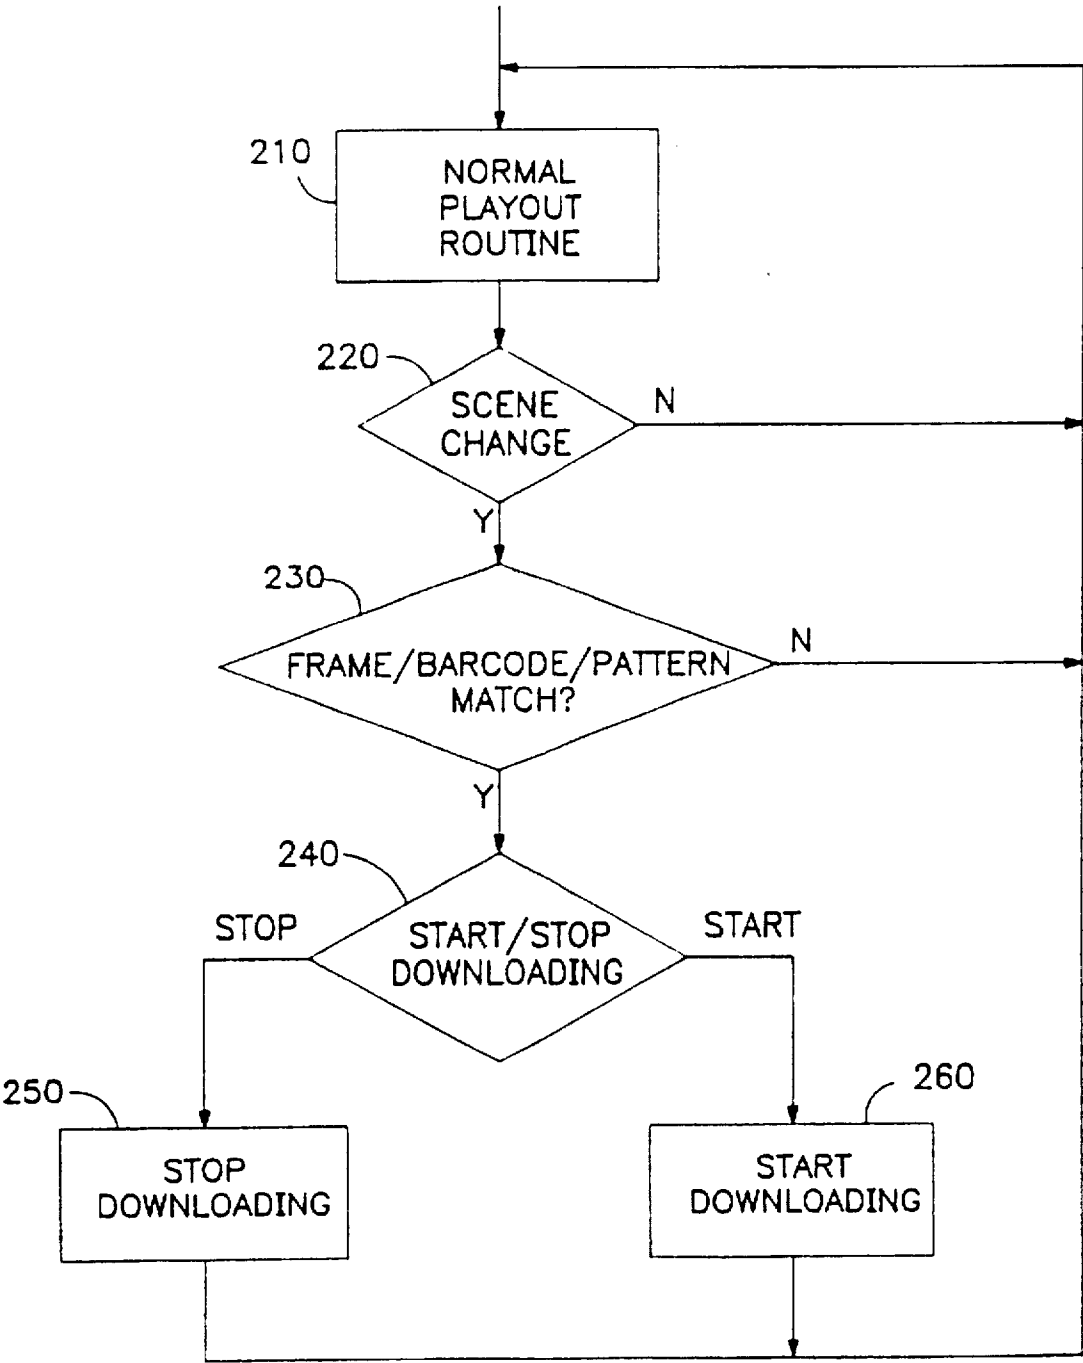 210
NORMAL
PLAYOUT
ROUTINE
220
SCENE
CHANGE
N
Y
230
FRAME/BARCODE/PATTERN
MATCH?
N
Y
240
STOP
START/STOP
DOWNLOADING
START
250
STOP
DOWNLOADING
260
START
DOWNLOADING